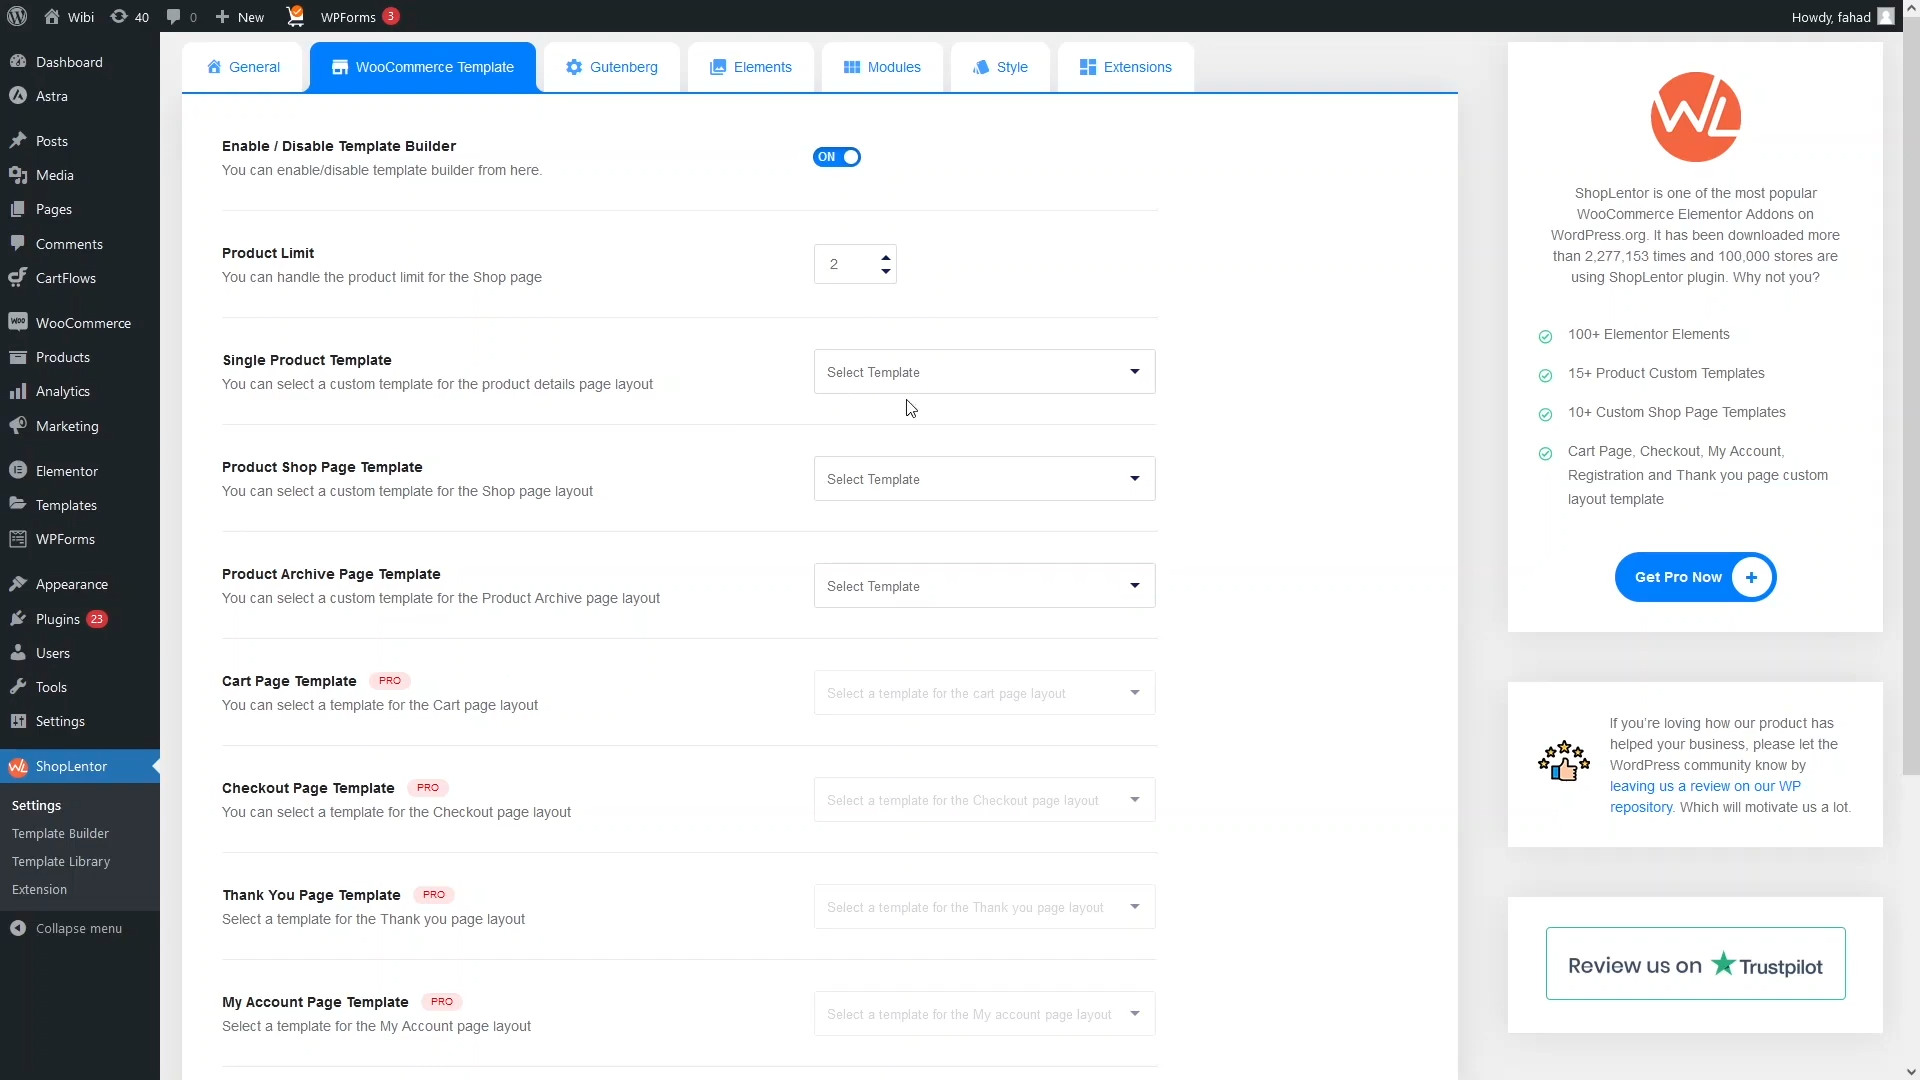 Wibi
40
0
New
WPForms
3
Howdy, fahad
Dashboard
Astra
Posts
Media
Pages
Comments
CartFlows
WooCommerce
Products
Analytics
Marketing
Elementor
Templates
WPForms
Appearance
Plugins 23
Users
Tools
Settings
ShopLentor
Settings
Template Builder
Template Library
Extension
Collapse menu
General
WooCommerce Template
Gutenberg
Elements
Modules
Style
Extensions
Enable / Disable Template Builder
You can enable/disable template builder from here.
ON
Product Limit
You can handle the product limit for the Shop page
2
Single Product Template
You can select a custom template for the product details page layout
Select Template
Product Shop Page Template
You can select a custom template for the Shop page layout
Select Template
Product Archive Page Template
You can select a custom template for the Product Archive page layout
Select Template
Cart Page Template PRO
You can select a template for the Cart page layout
Select a template for the cart page layout
Checkout Page Template PRO
You can select a template for the Checkout page layout
Select a template for the Checkout page layout
Thank You Page Template PRO
Select a template for the Thank you page layout
Select a template for the Thank you page layout
My Account Page Template PRO
Select a template for the My Account page layout
Select a template for the My account page layout
WL
ShopLentor is one of the most popular
WooCommerce Elementor Addons on
WordPress.org. It has been downloaded more
than 2,277,153 times and 100,000 stores are
using ShopLentor plugin. Why not you?
100+ Elementor Elements
15+ Product Custom Templates
10+ Custom Shop Page Templates
Cart Page, Checkout, My Account,
Registration and Thank you page custom
layout template
Get Pro Now +
If you're loving how our product has
helped your business, please let the
WordPress community know by
leaving us a review on our WP
repository. Which will motivate us a lot.
Review us on Trustpilot